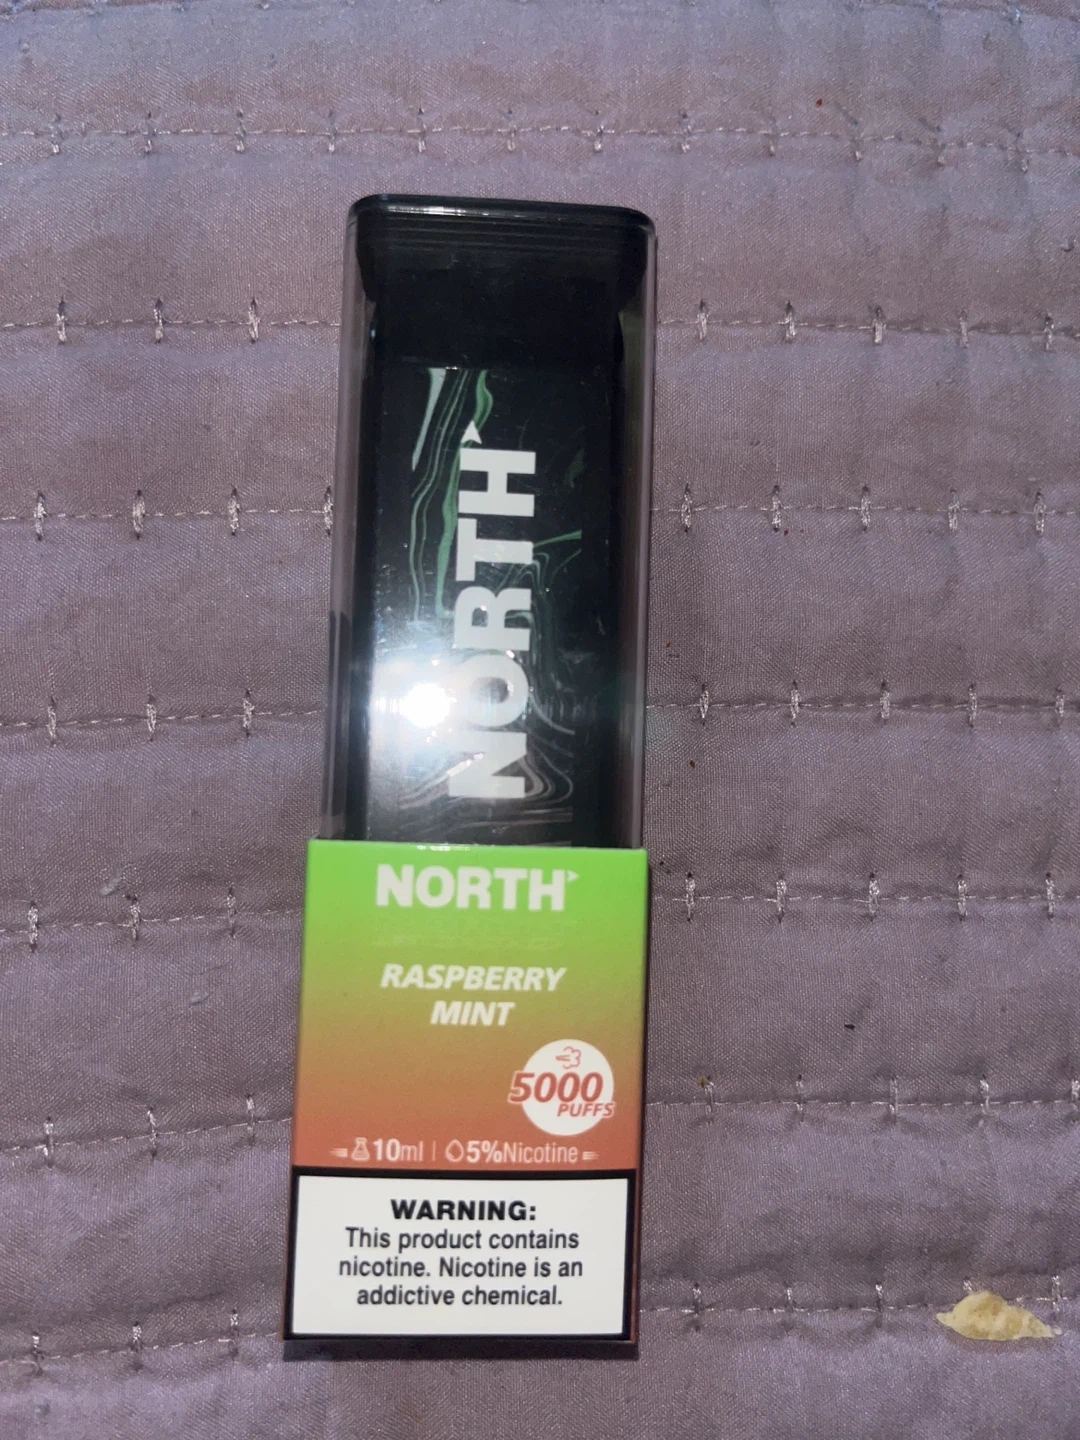 NORTH
NORTH
RASPBERRY
MINT
5000
PUFFS
10ml | 5%Nicotine
WARNING:
This product contains
nicotine. Nicotine is an
addictive chemical.